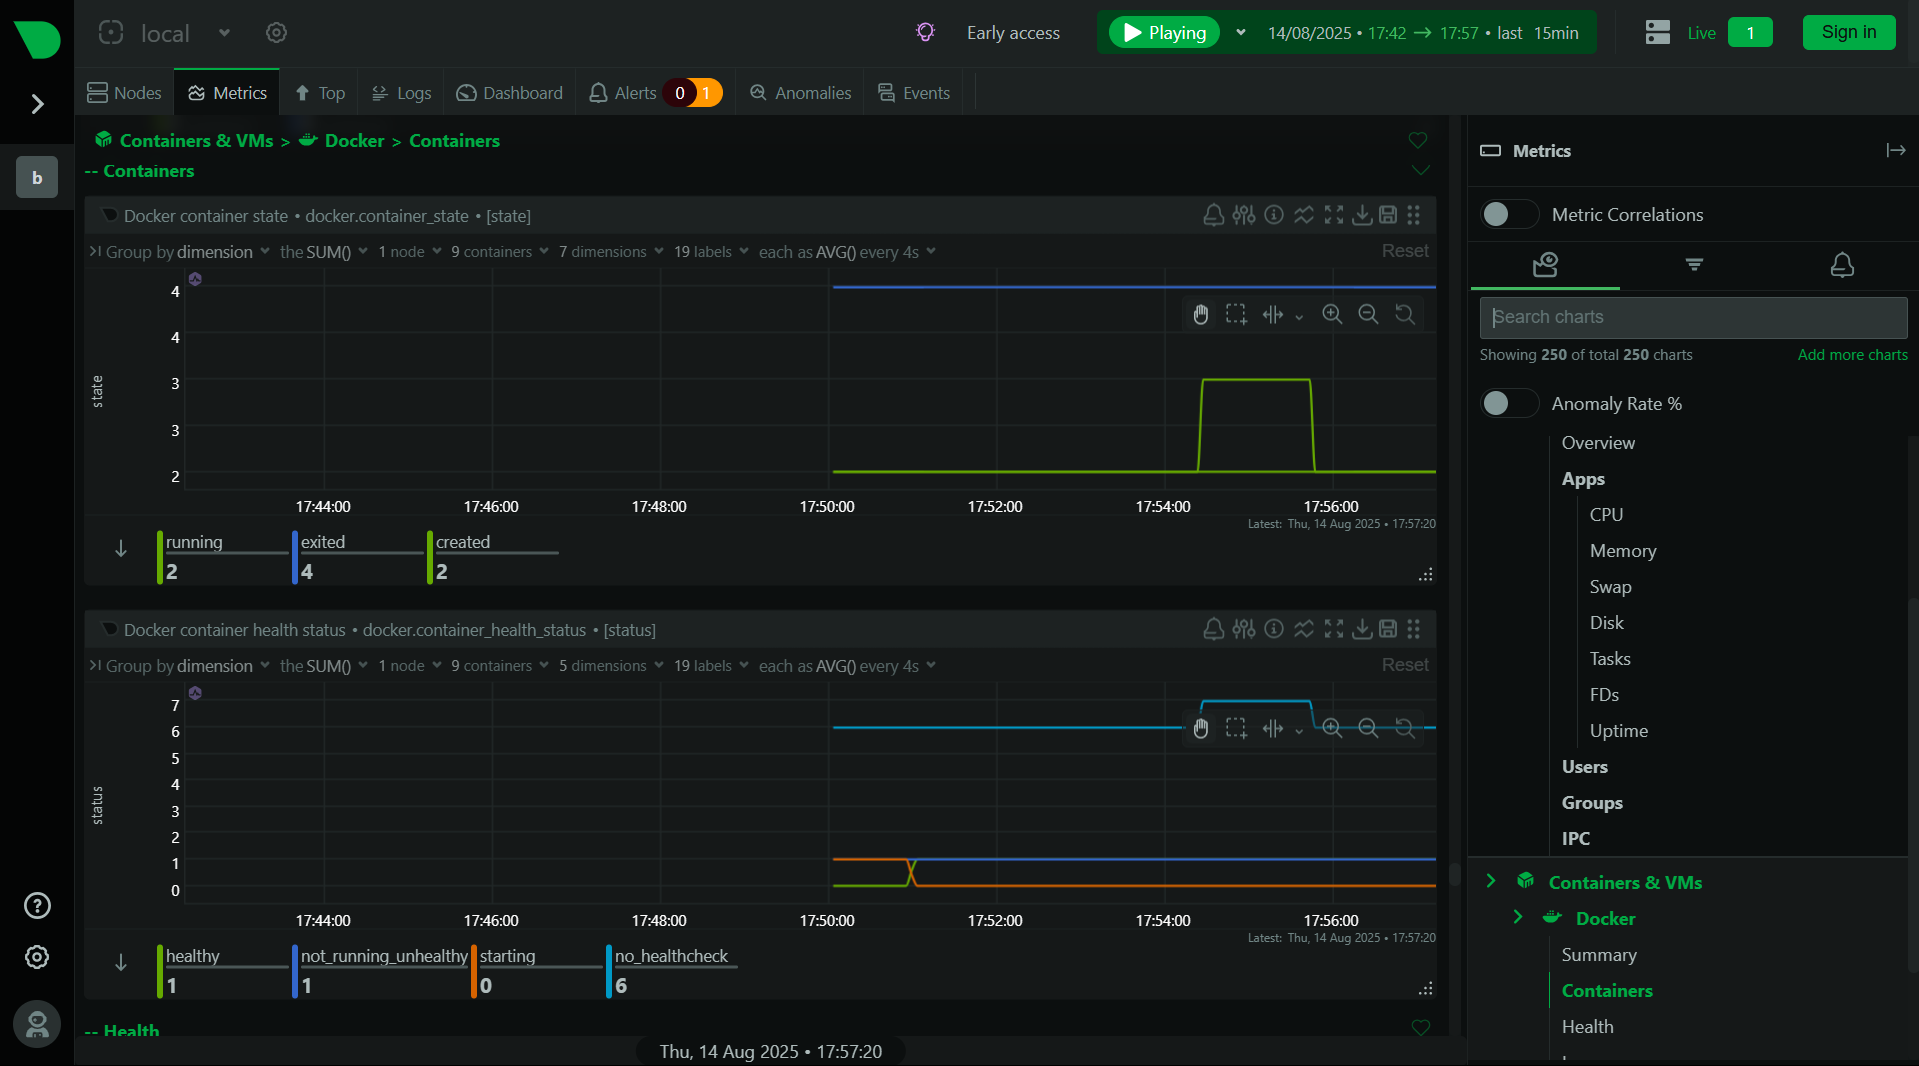 local
Early access
Playing
14/08/2025 • 17:42 → 17:57 • last 15min
Live
1
Sign in
Nodes
Metrics
Top
Logs
Dashboard
Alerts 0 1
Anomalies
Events
b
Containers & VMs > Docker > Containers
-- Containers
Docker container state • docker.container_state • [state]
Group by dimension the SUM() 1 node 9 containers 7 dimensions 19 labels each as AVG() every 4s
Reset
4
4
3
3
2
state
17:44:00 17:46:00 17:48:00 17:50:00 17:52:00 17:54:00 17:56:00
Latest: Thu, 14 Aug 2025 • 17:57:20
running exited created
2 4 2
Docker container health status • docker.container_health_status • [status]
Group by dimension the SUM() 1 node 9 containers 5 dimensions 19 labels each as AVG() every 4s
Reset
7
6
5
4
3
2
1
0
status
17:44:00 17:46:00 17:48:00 17:50:00 17:52:00 17:54:00 17:56:00
Latest: Thu, 14 Aug 2025 • 17:57:20
healthy not_running_unhealthy starting no_healthcheck
1 1 0 6
-- Health
Thu, 14 Aug 2025 • 17:57:20
Metrics
Metric Correlations
Search charts
Showing 250 of total 250 charts
Add more charts
Anomaly Rate %
Overview
Apps
CPU
Memory
Swap
Disk
Tasks
FDs
Uptime
Users
Groups
IPC
Containers & VMs
Docker
Summary
Containers
Health